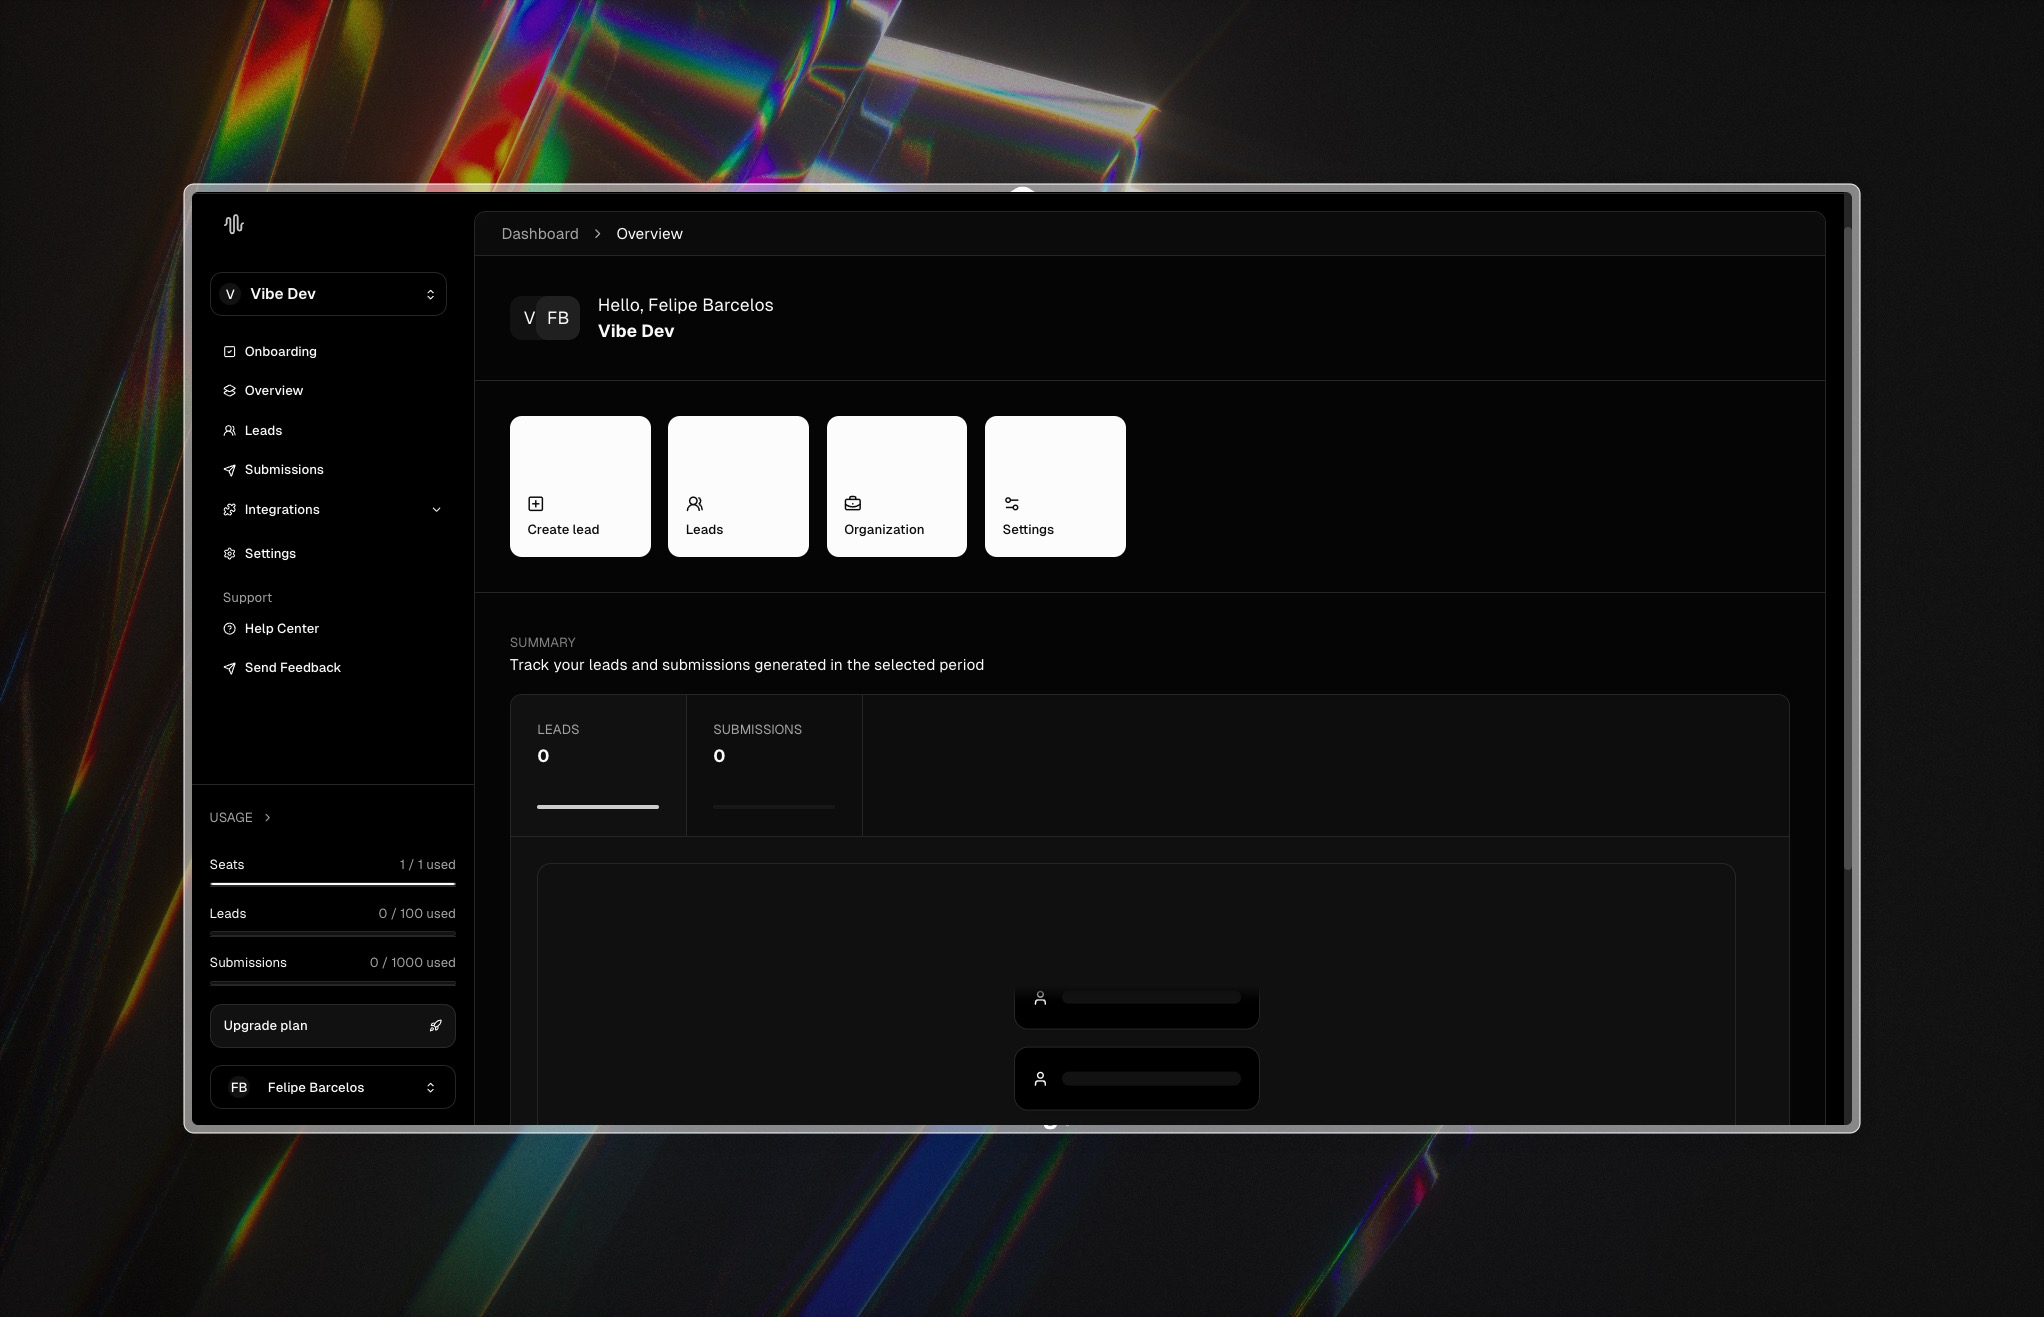 V Vibe Dev
Onboarding
Overview
Leads
Submissions
Integrations
Settings
Support
Help Center
Send Feedback
USAGE
Seats 1 / 1 used
Leads 0 / 100 used
Submissions 0 / 1000 used
Upgrade plan
FB Felipe Barcelos
Dashboard > Overview
V FB
Hello, Felipe Barcelos
Vibe Dev
Create lead
Leads
Organization
Settings
SUMMARY
Track your leads and submissions generated in the selected period
LEADS
0
SUBMISSIONS
0